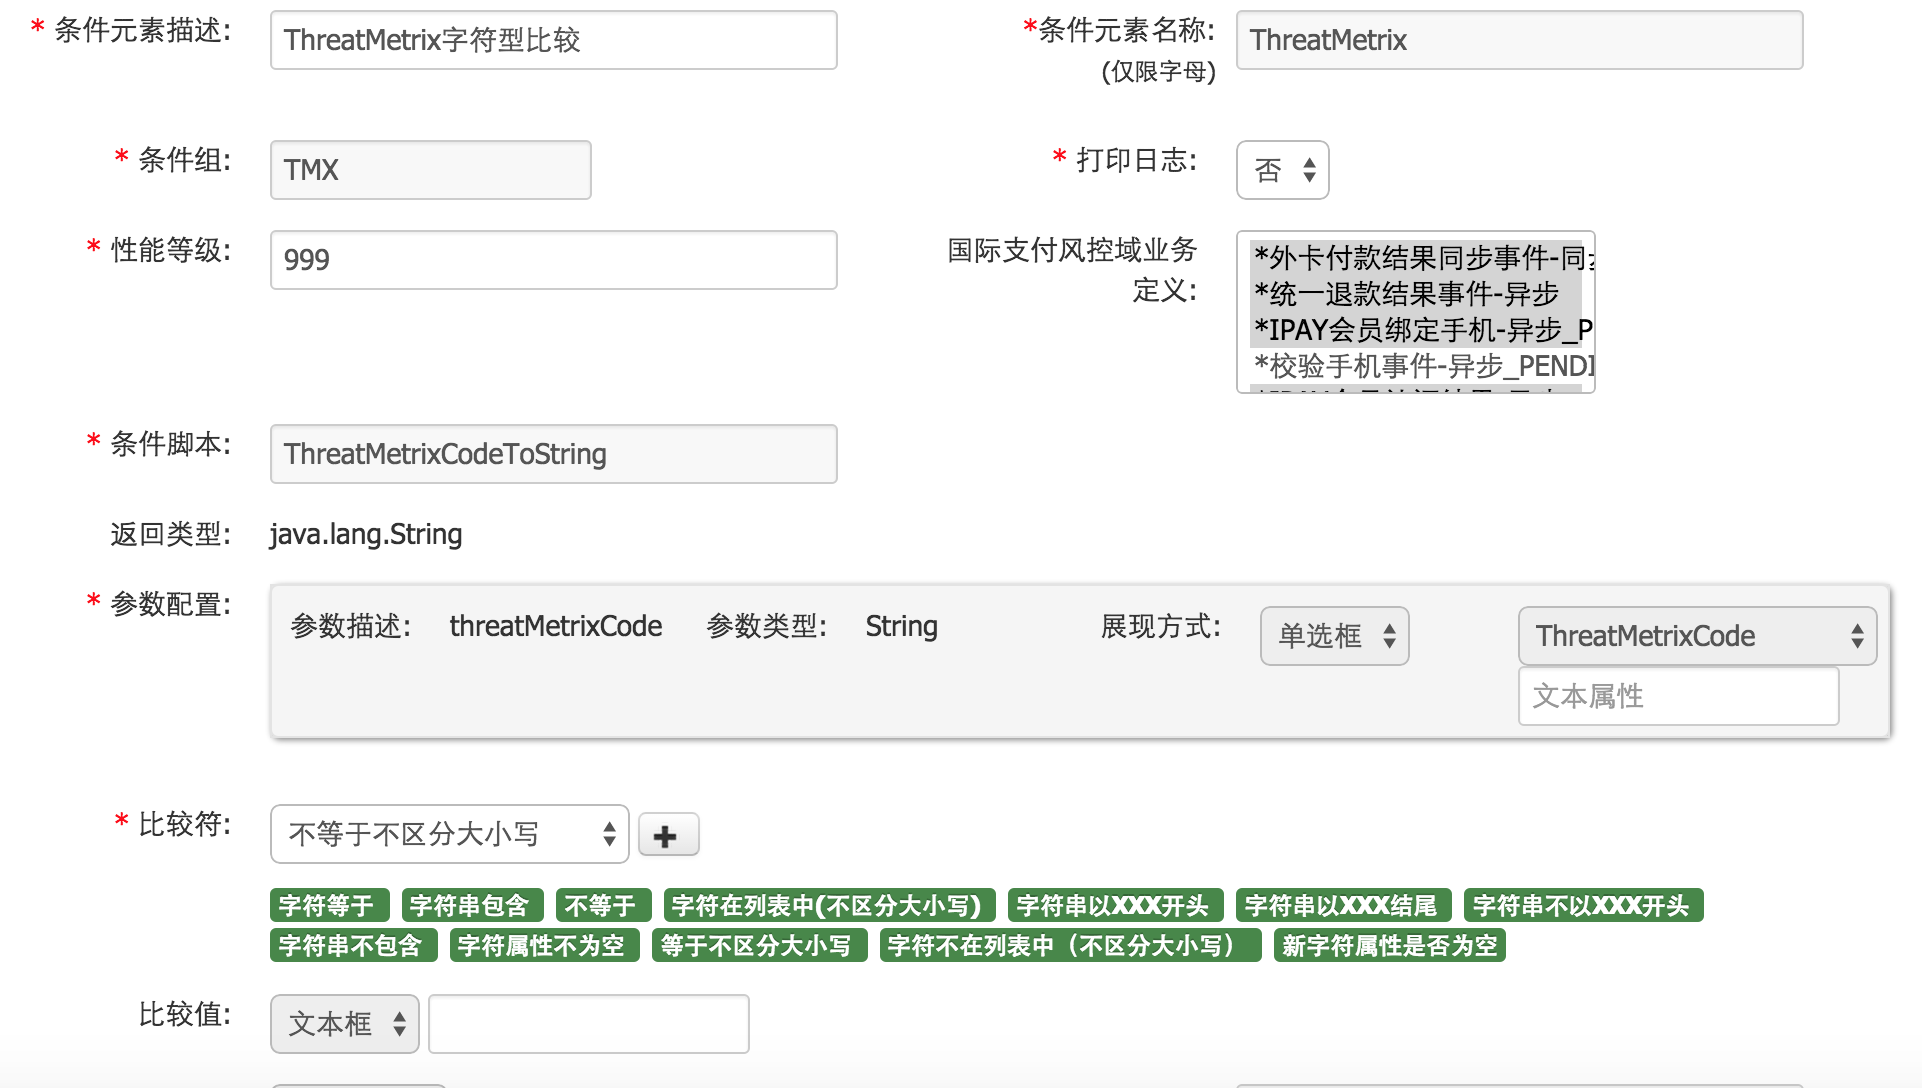 * 条件元素描述: ThreatMetrix字符型比较
*条件元素名称: ThreatMetrix
(仅限字母)
* 条件组: TMX
* 打印日志: 否
* 性能等级: 999
国际支付风控域业务
定义:
*外卡付款结果同步事件-同
*统一退款结果事件-异步
*IPAY会员绑定手机-异步_P
*校验手机事件-异步_PENDI
* 条件脚本: ThreatMetrixCodeToString
返回类型: java.lang.String
* 参数配置:
参数描述: threatMetrixCode 参数类型: String 展现方式: 单选框 ThreatMetrixCode
文本属性
* 比较符: 不等于不区分大小写
字符等于 字符串包含 不等于 字符在列表中(不区分大小写) 字符串以XXX开头 字符串以XXX结尾 字符串不以XXX开头
字符串不包含 字符属性不为空 等于不区分大小写 字符不在列表中（不区分大小写） 新字符属性是否为空
比较值: 文本框